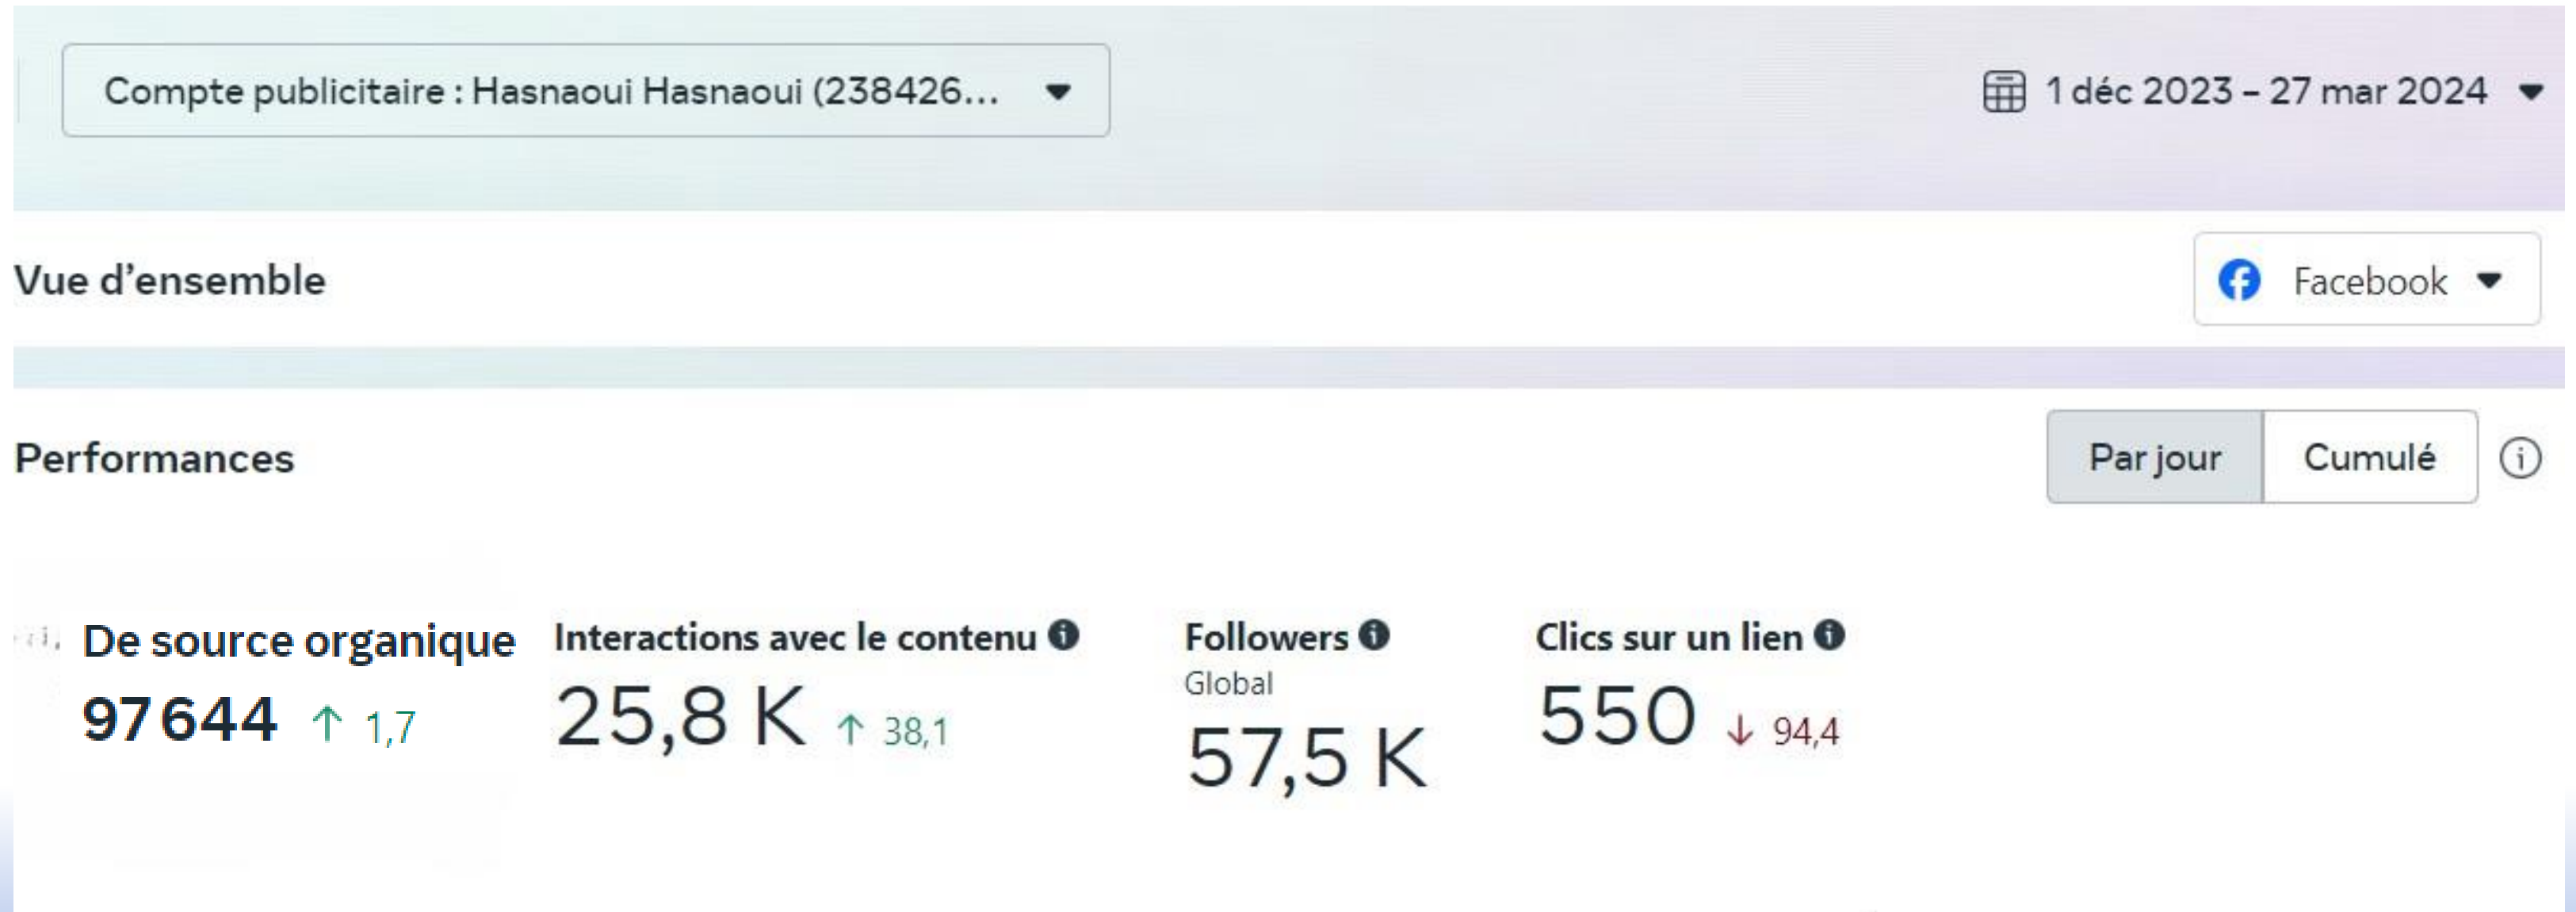 Compte publicitaire : Hasnaoui Hasnaoui (238426...
1 déc 2023 – 27 mar 2024
Vue d’ensemble
Facebook
Performances
Par jour
Cumulé
De source organique
97 644 ↑ 1,7
Interactions avec le contenu
25,8 K ↑ 38,1
Followers
Global
57,5 K
Clics sur un lien
550 ↓ 94,4